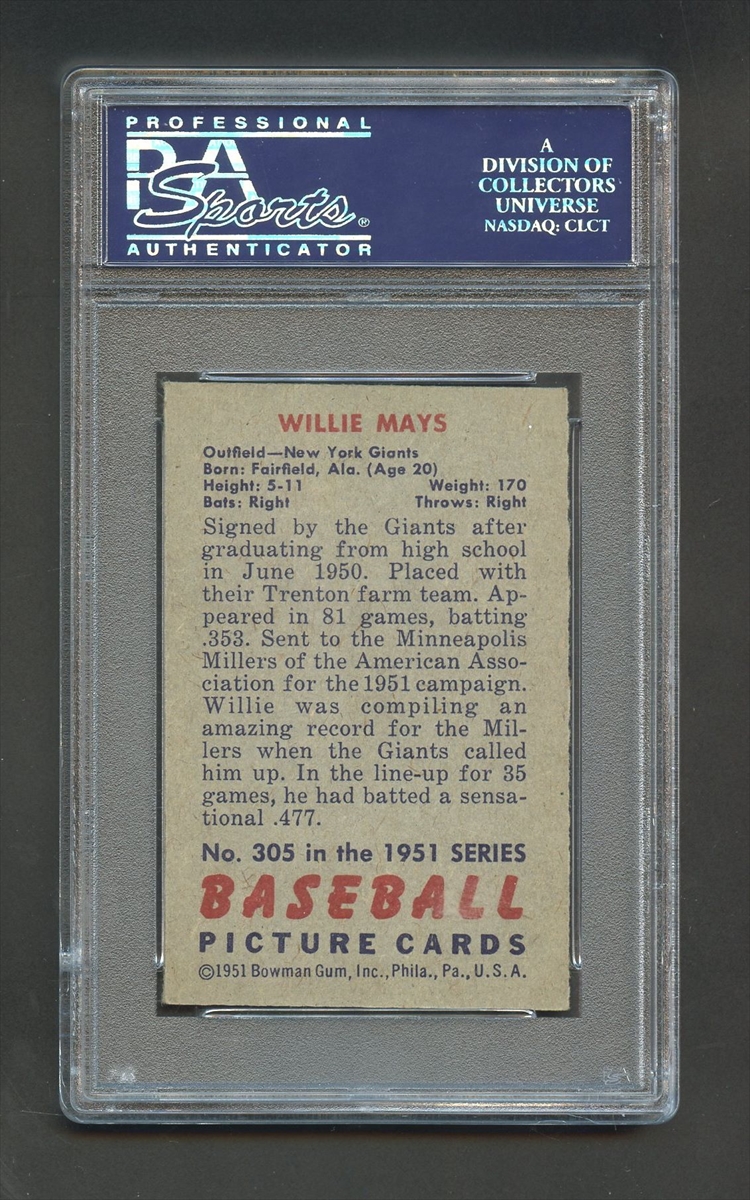 PROFESSIONAL
PSA
Sports®
AUTHENTICATOR
A
DIVISION OF
COLLECTORS
UNIVERSE
NASDAQ: CLCT
WILLIE MAYS
Outfield—New York Giants
Born: Fairfield, Ala. (Age 20)
Height: 5-11 Weight: 170
Bats: Right Throws: Right
Signed by the Giants after
graduating from high school
in June 1950. Placed with
their Trenton farm team. Ap-
peared in 81 games, batting
.353. Sent to the Minneapolis
Millers of the American Asso-
ciation for the 1951 campaign.
Willie was compiling an
amazing record for the Mil-
lers when the Giants called
him up. In the line-up for 35
games, he had batted a sensa-
tional .477.
No. 305 in the 1951 SERIES
BASEBALL
PICTURE CARDS
©1951 Bowman Gum, Inc., Phila., Pa., U.S.A.